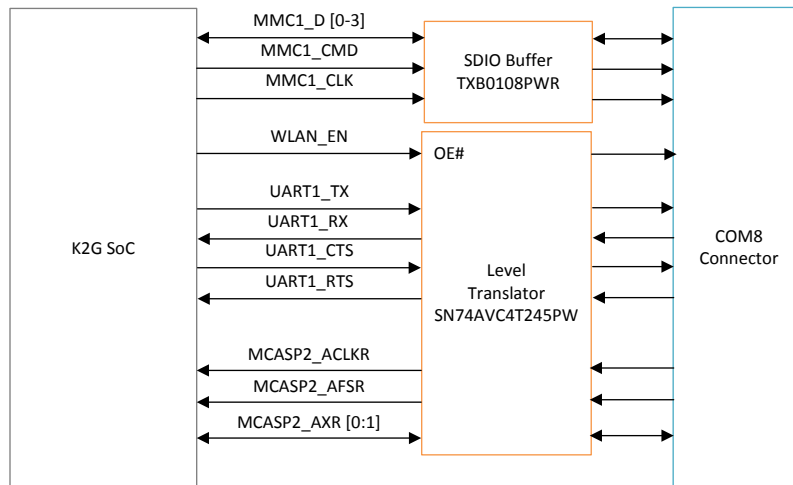 MMC1_D [0-3]
MMC1_CMD
MMC1_CLK
SDIO Buffer
TXB0108PWR
WLAN_EN
OE#
UART1_TX
UART1_RX
UART1_CTS
UART1_RTS
K2G SoC
Level
Translator
SN74AVC4T245PW
COM8
Connector
MCASP2_ACLKR
MCASP2_AFSR
MCASP2_AXR [0:1]